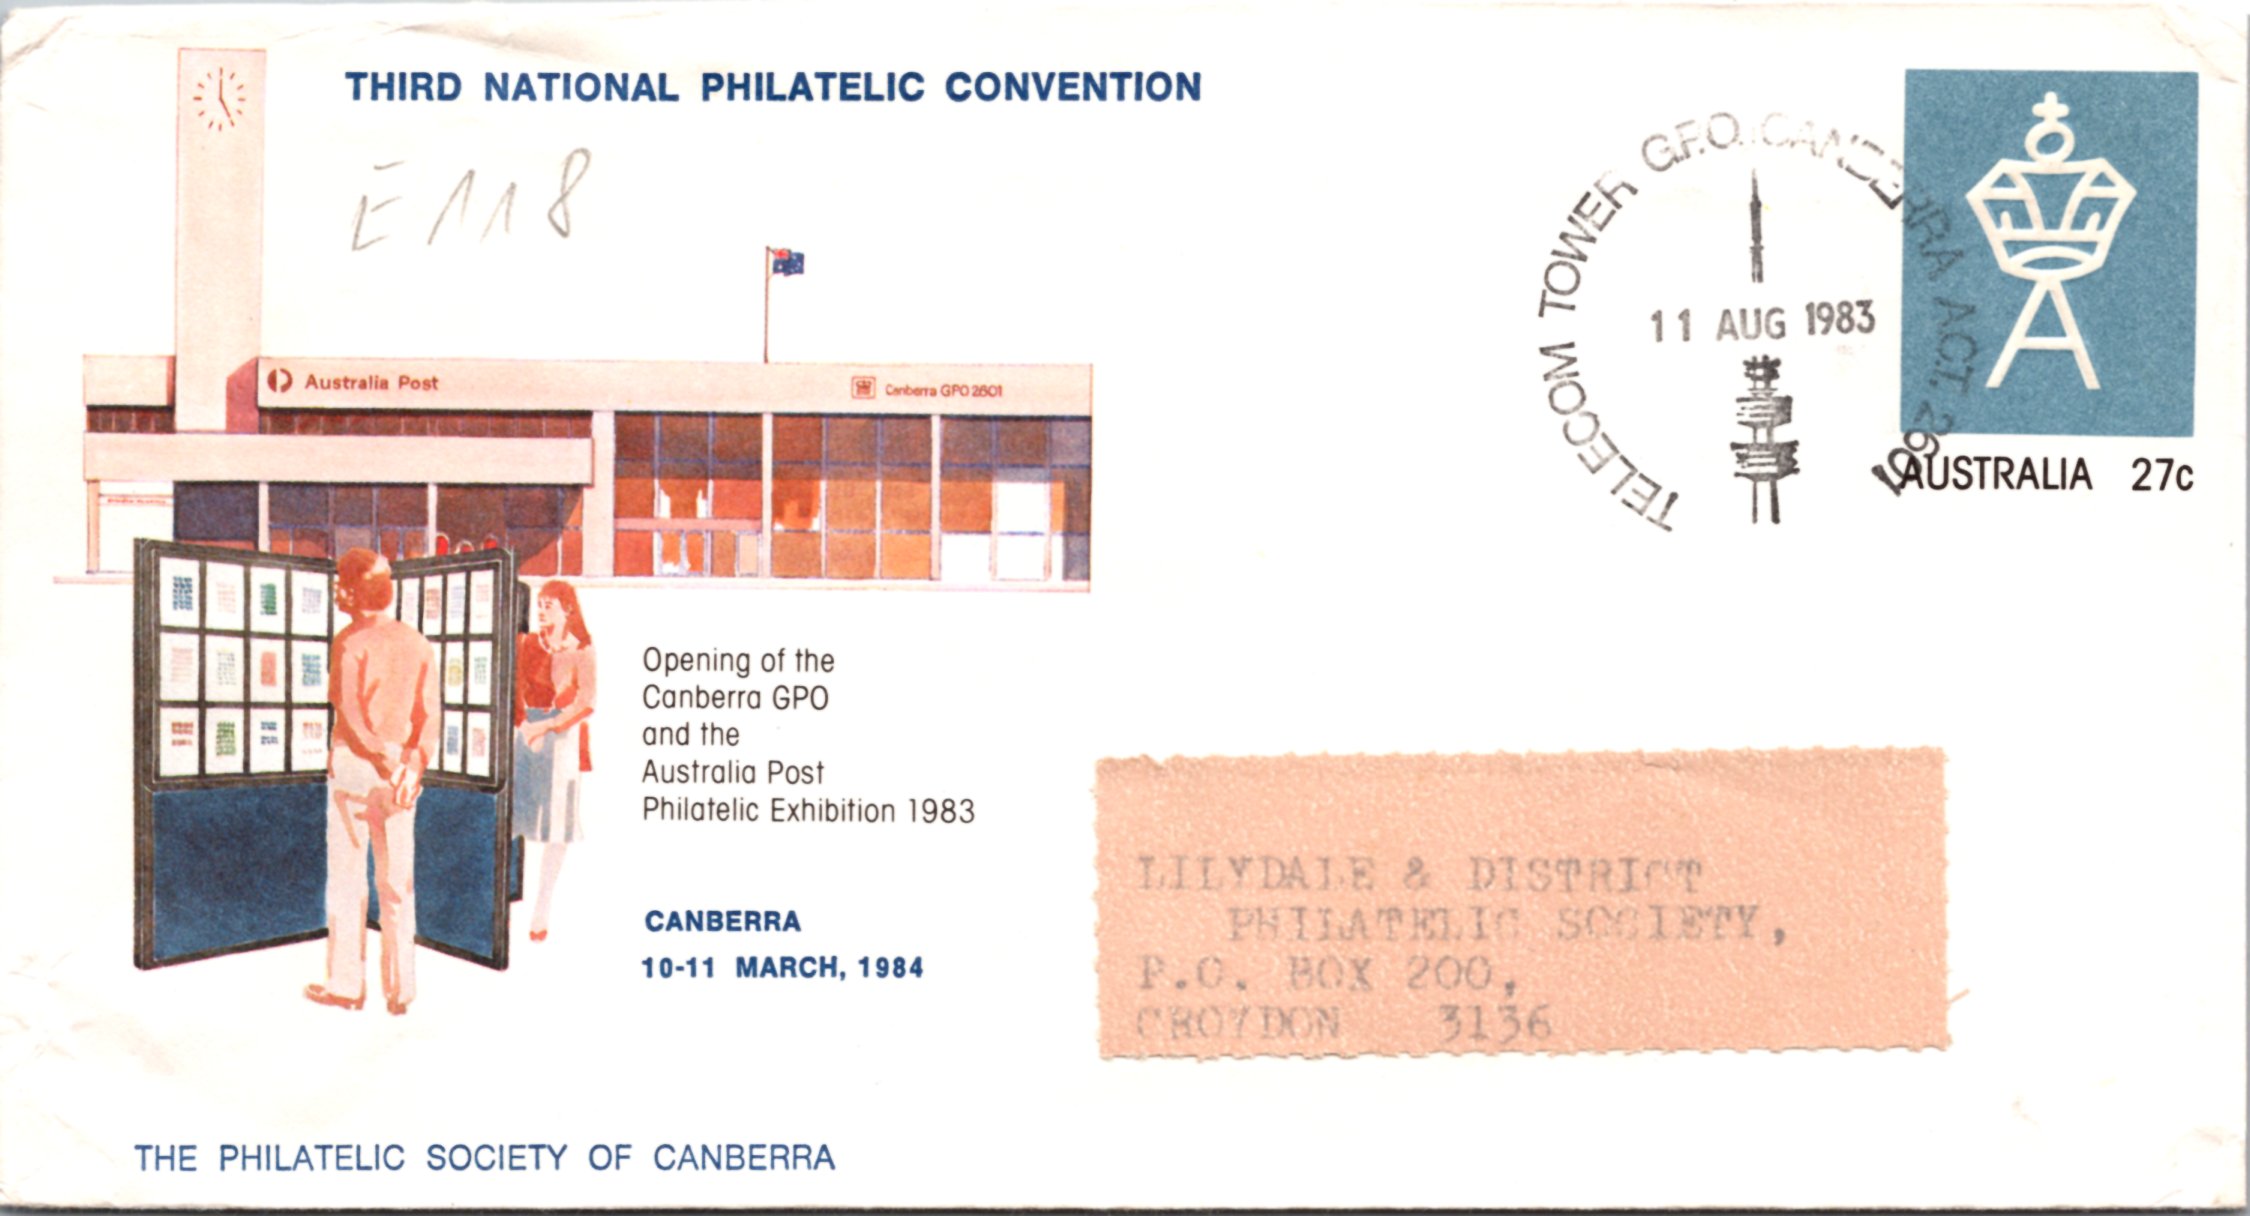 THIRD NATIONAL PHILATELIC CONVENTION
E118
Australia Post
Canberra GPO 2601
TELECOM TOWER G.P.O. CANBERRA A.C.T. 2601
11 AUG 1983
AUSTRALIA 27c
Opening of the
Canberra GPO
and the
Australia Post
Philatelic Exhibition 1983
CANBERRA
10-11 MARCH, 1984
LILYDALE & DISTRICT
PHILATELIC SOCIETY,
P.O. BOX 200,
CROYDON 3136
THE PHILATELIC SOCIETY OF CANBERRA